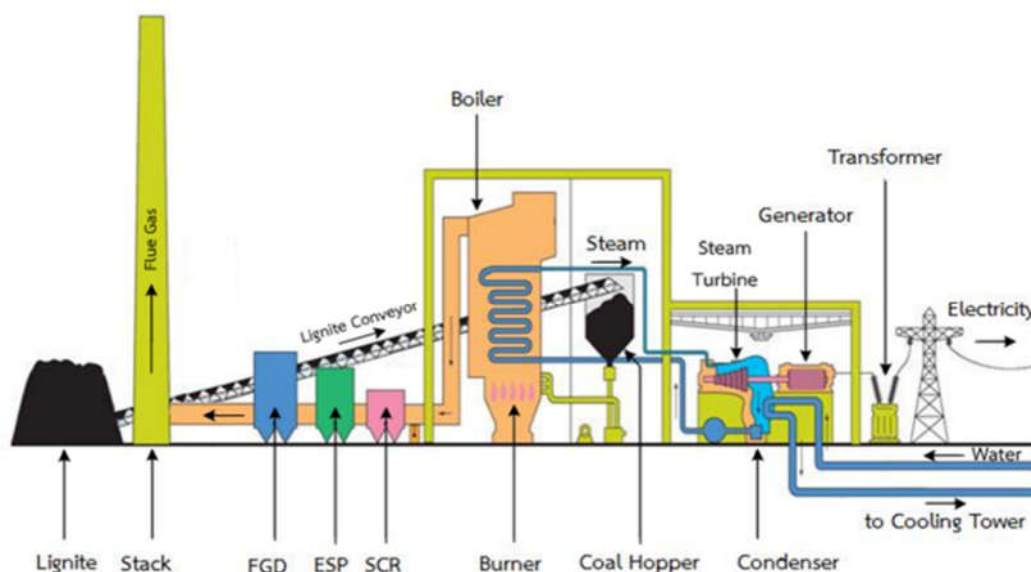 Boiler
Transformer
Generator
Steam
Steam
Turbine
Flue Gas
Lignite Conveyor
Electricity
Water
to Cooling Tower
Lignite
Stack
FGD
ESP
SCR
Burner
Coal Hopper
Condenser